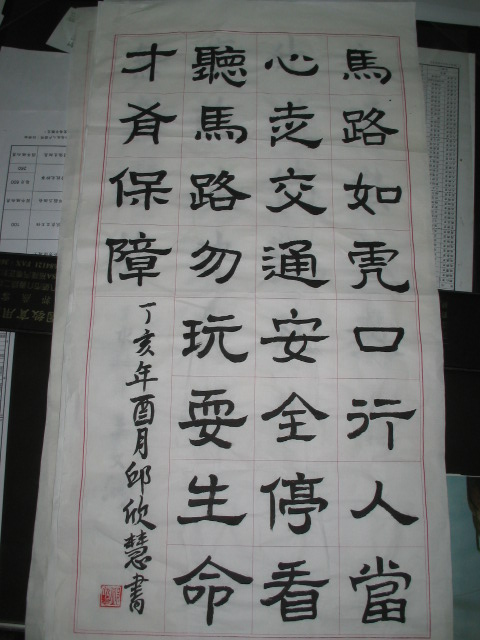 馬路如虎口行人當
心走交通安全停看
聽馬路勿玩耍生命
才有保障
丁亥年酉月邱欣慧書